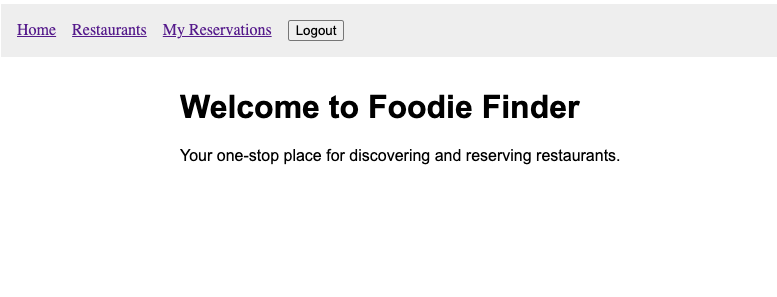 Home Restaurants My Reservations Logout
Welcome to Foodie Finder
Your one-stop place for discovering and reserving restaurants.